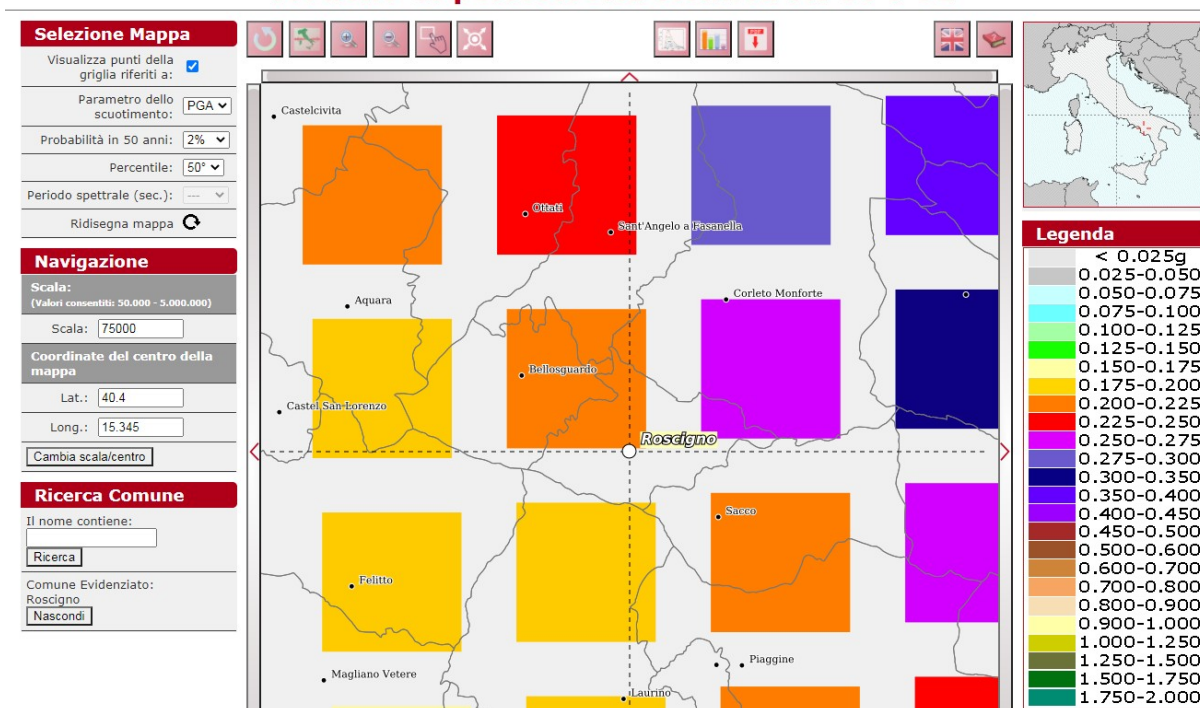 Selezione Mappa
Visualizza punti della
griglia riferiti a:
Parametro dello
scuotimento:
PGA
Probabilità in 50 anni:
2%
Percentile:
50°
Periodo spettrale (sec.):
---
Ridisegna mappa
Navigazione
Scala:
(Valori consentiti: 50.000 - 5.000.000)
Scala:
75000
Coordinate del centro della
mappa
Lat.:
40.4
Long.:
15.345
Cambia scala/centro
Ricerca Comune
Il nome contiene:
Ricerca
Comune Evidenziato:
Roscigno
Nascondi
PDF
Castelcivita
Ottati
Sant'Angelo a Fasanella
Aquara
Corleto Monforte
Bellosguardo
Castel San Lorenzo
Roscigno
Sacco
Felitto
Piaggine
Magliano Vetere
Laurino
Legenda
< 0.025g
0.025-0.050
0.050-0.075
0.075-0.100
0.100-0.125
0.125-0.150
0.150-0.175
0.175-0.200
0.200-0.225
0.225-0.250
0.250-0.275
0.275-0.300
0.300-0.350
0.350-0.400
0.400-0.450
0.450-0.500
0.500-0.600
0.600-0.700
0.700-0.800
0.800-0.900
0.900-1.000
1.000-1.250
1.250-1.500
1.500-1.750
1.750-2.000